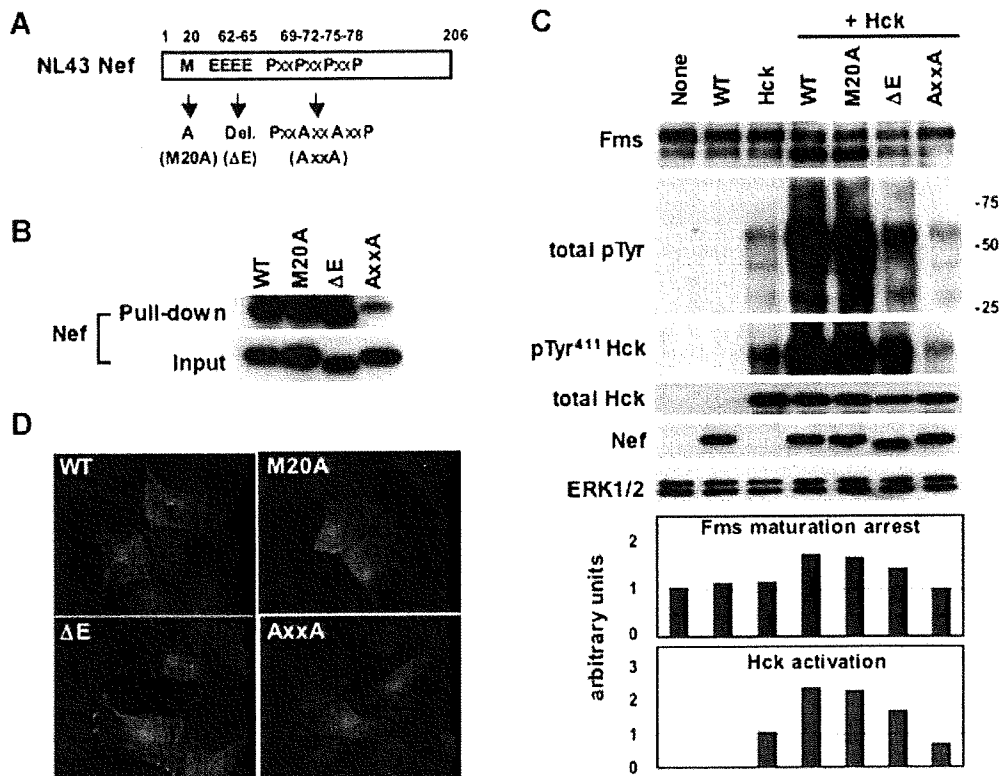 A
1 20 62-65 69-72-75-78 206
NL43 Nef
M EEEE PxxPxxPxxP
A Del. PxxAxxAxxP
(M20A) (ΔE) (AxxA)
B
WT M20A ΔE AxxA
Nef
Pull-down
Input
C
+ Hck
None WT Hck WT M20A ΔE AxxA
Fms
total pTyr
-75
-50
-25
pTyr411 Hck
total Hck
Nef
ERK1/2
arbitrary units
Fms maturation arrest
2
1
0
Hck activation
3
2
1
0
D
WT
M20A
ΔE
AxxA